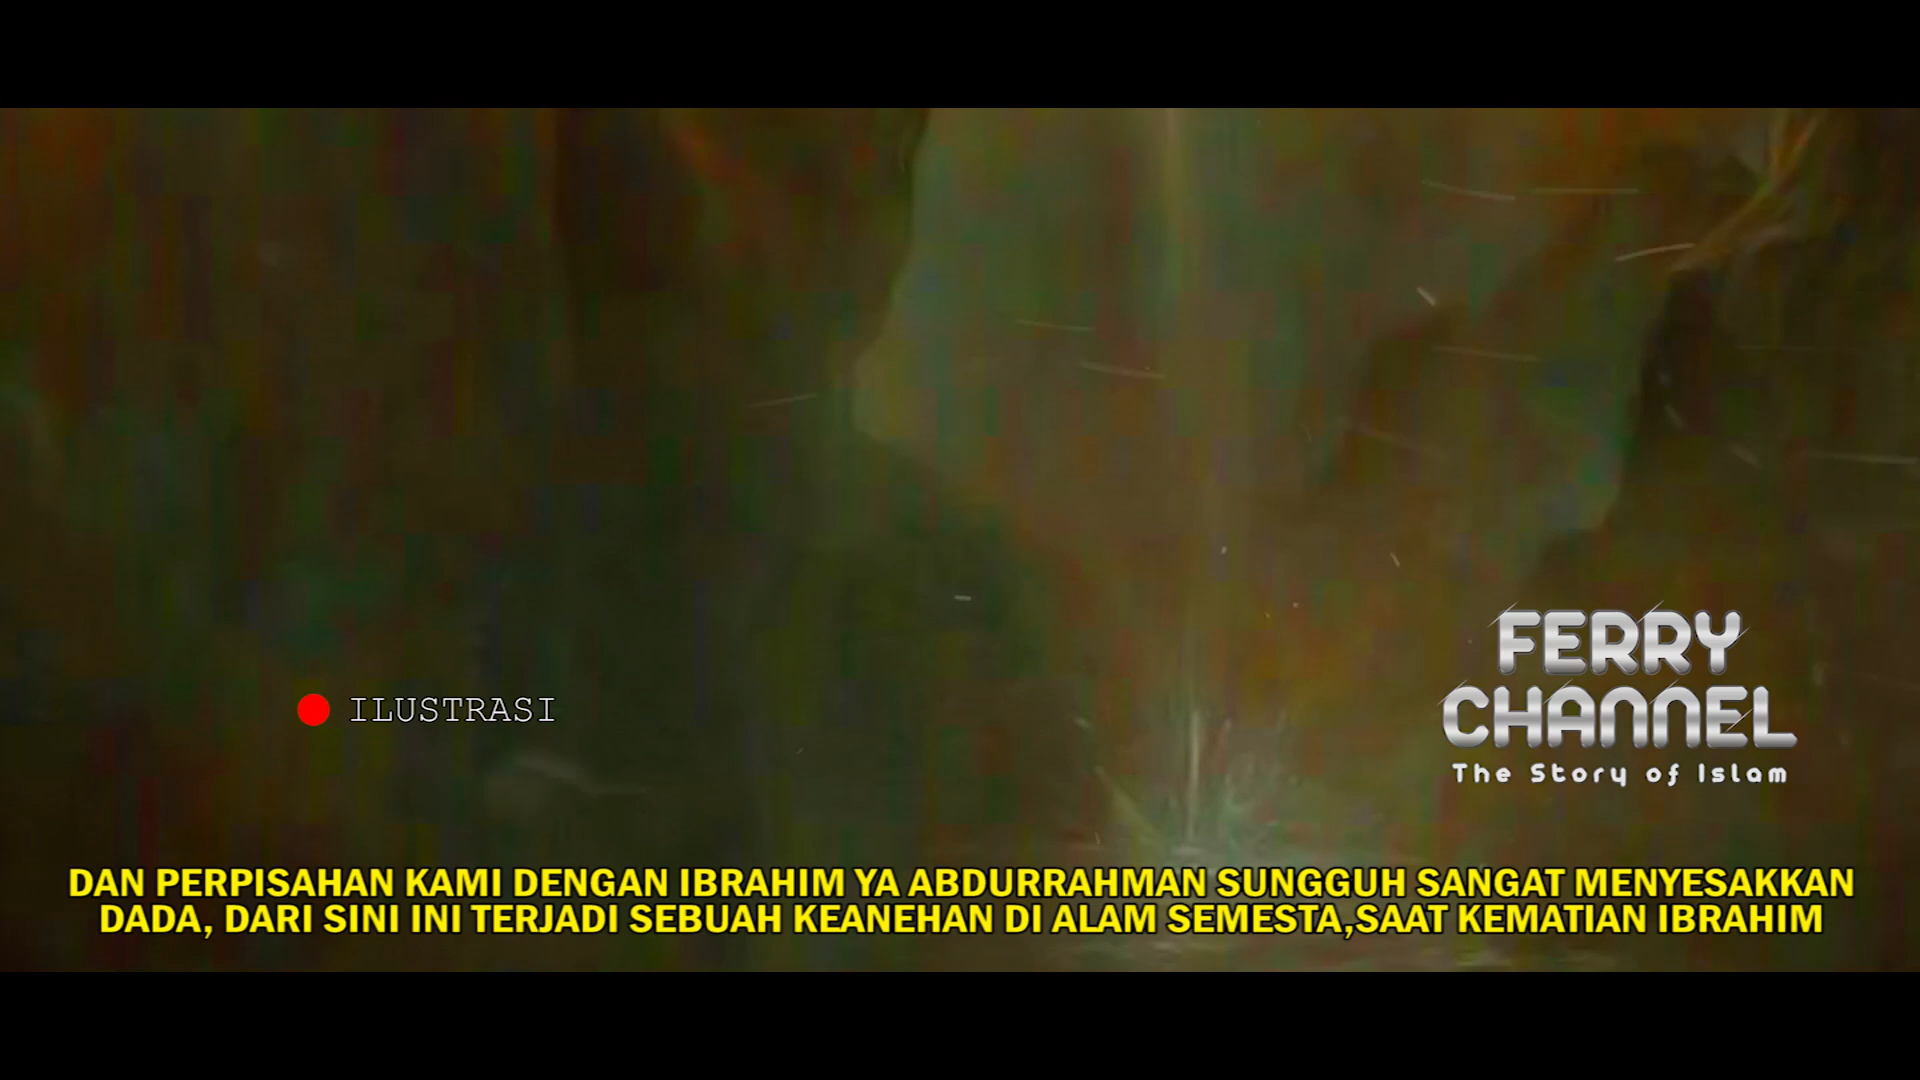 FERRY
CHANNEL
The Story of Islam
ILUSTRASI
DAN PERPISAHAN KAMI DENGAN IBRAHIM YA ABDURRAHMAN SUNGGUH SANGAT MENYESAKKAN
DADA, DARI SINI INI TERJADI SEBUAH KEANEHAN DI ALAM SEMESTA,SAAT KEMATIAN IBRAHIM